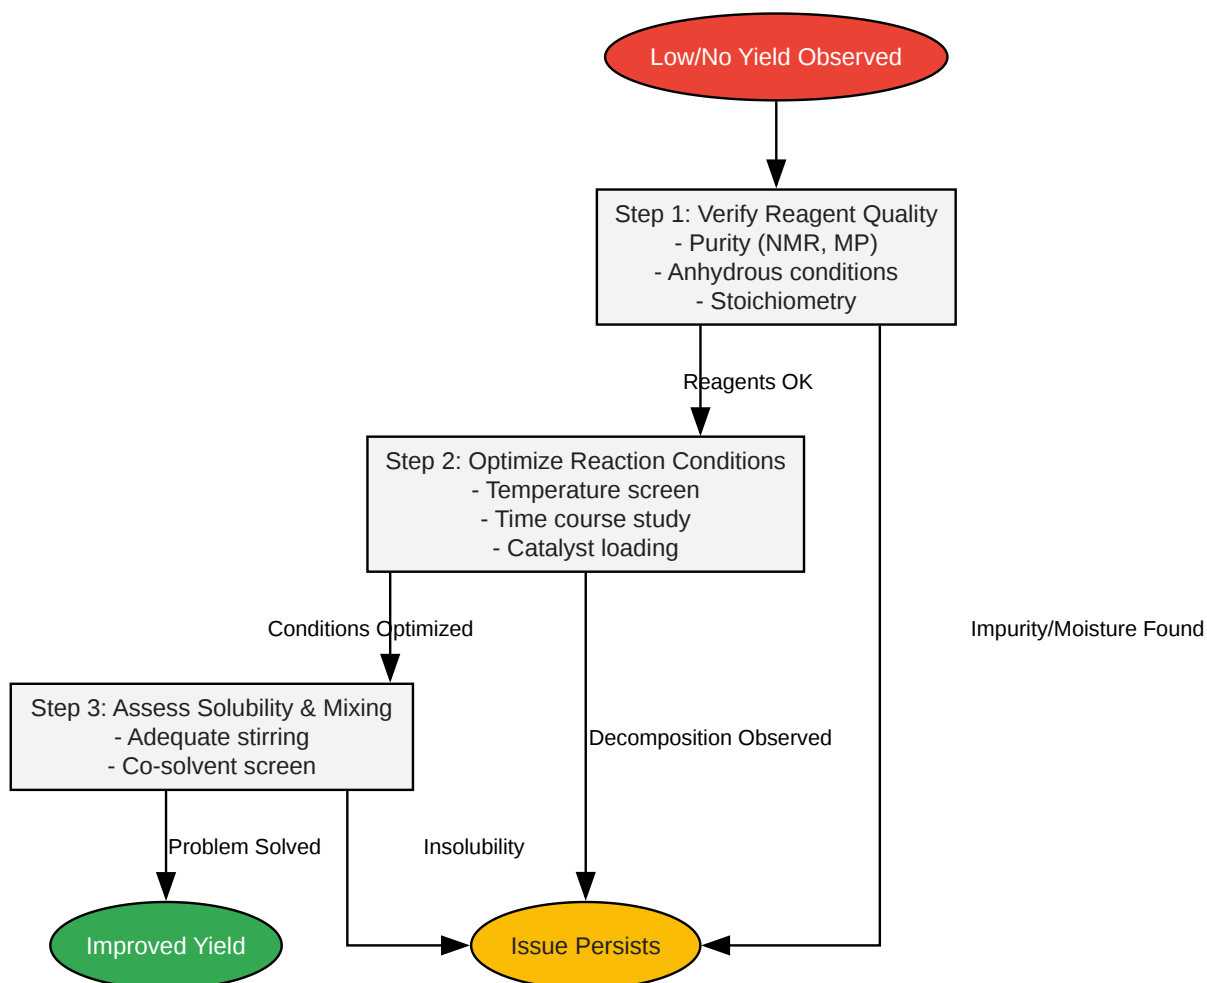 Low/No Yield Observed
Step 1: Verify Reagent Quality
- Purity (NMR, MP)
- Anhydrous conditions
- Stoichiometry
Reagents OK
Step 2: Optimize Reaction Conditions
- Temperature screen
- Time course study
- Catalyst loading
Conditions Optimized
Impurity/Moisture Found
Step 3: Assess Solubility & Mixing
- Adequate stirring
- Co-solvent screen
Decomposition Observed
Problem Solved
Insolubility
Improved Yield
Issue Persists